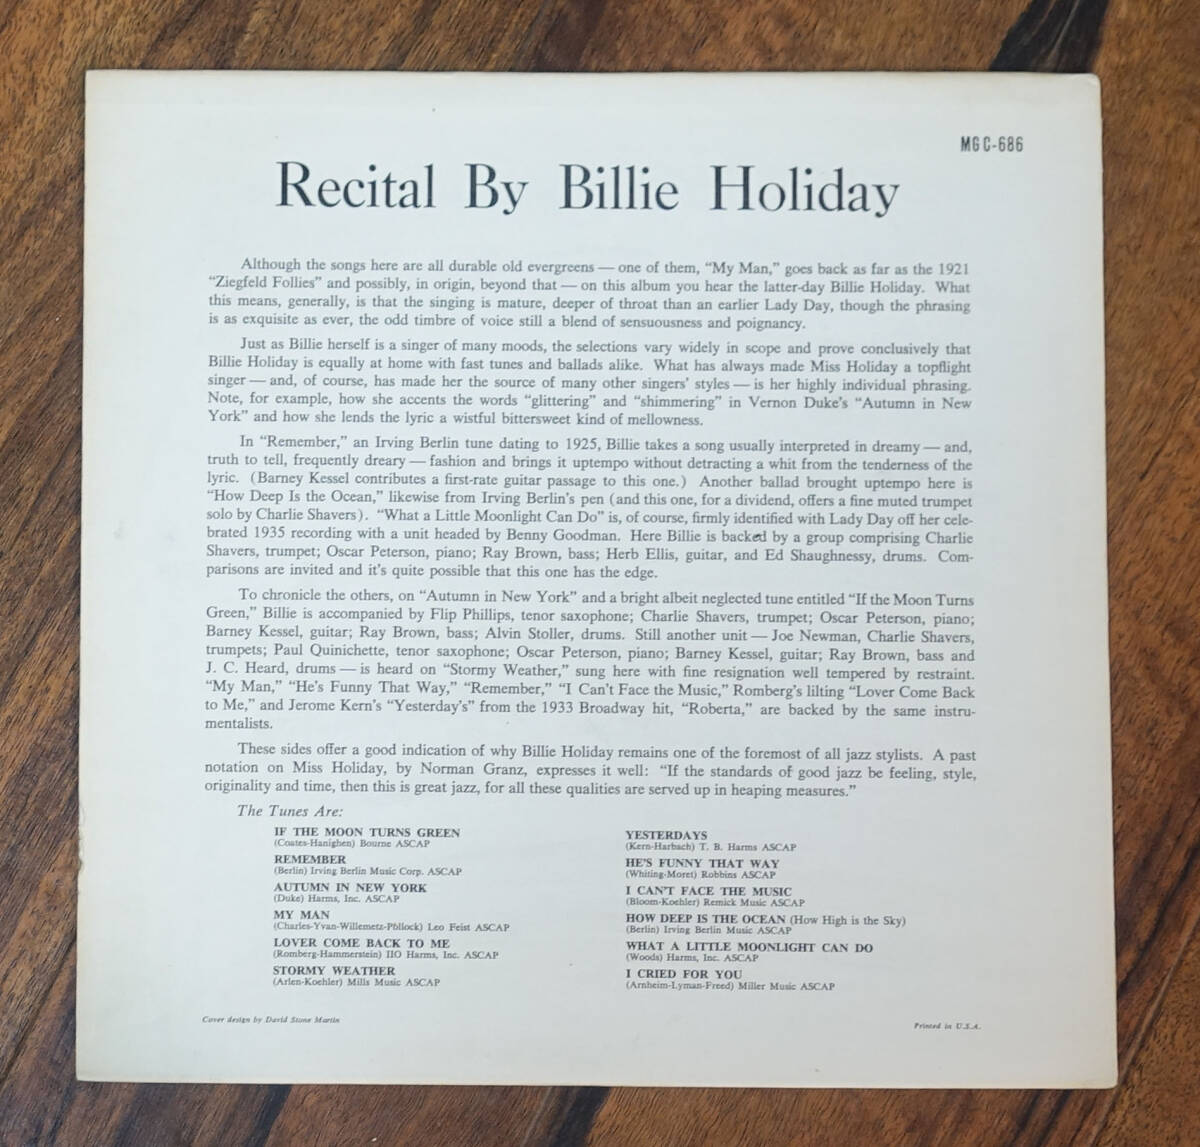 MG C-686
Recital By Billie Holiday
Although the songs here are all durable old evergreens — one of them, “My Man,” goes back as far as the 1921
“Ziegfeld Follies” and possibly, in origin, beyond that — on this album you hear the latter-day Billie Holiday. What
this means, generally, is that the singing is mature, deeper of throat than an earlier Lady Day, though the phrasing
is as exquisite as ever, the odd timbre of voice still a blend of sensuousness and poignancy.
Just as Billie herself is a singer of many moods, the selections vary widely in scope and prove conclusively that
Billie Holiday is equally at home with fast tunes and ballads alike. What has always made Miss Holiday a topflight
singer — and, of course, has made her the source of many other singers’ styles — is her highly individual phrasing.
Note, for example, how she accents the words “glittering” and “shimmering” in Vernon Duke’s “Autumn in New
York” and how she lends the lyric a wistful bittersweet kind of mellowness.
In “Remember,” an Irving Berlin tune dating to 1925, Billie takes a song usually interpreted in dreamy — and,
truth to tell, frequently dreary — fashion and brings it uptempo without detracting a whit from the tenderness of the
lyric. (Barney Kessel contributes a first-rate guitar passage to this one.) Another ballad brought uptempo here is
“How Deep Is the Ocean,” likewise from Irving Berlin’s pen (and this one, for a dividend, offers a fine muted trumpet
solo by Charlie Shavers). “What a Little Moonlight Can Do” is, of course, firmly identified with Lady Day off her cele-
brated 1935 recording with a unit headed by Benny Goodman. Here Billie is backed by a group comprising Charlie
Shavers, trumpet; Oscar Peterson, piano; Ray Brown, bass; Herb Ellis, guitar, and Ed Shaughnessy, drums. Com-
parisons are invited and it’s quite possible that this one has the edge.
To chronicle the others, on “Autumn in New York” and a bright albeit neglected tune entitled “If the Moon Turns
Green,” Billie is accompanied by Flip Phillips, tenor saxophone; Charlie Shavers, trumpet; Oscar Peterson, piano;
Barney Kessel, guitar; Ray Brown, bass; Alvin Stoller, drums. Still another unit — Joe Newman, Charlie Shavers,
trumpets; Paul Quinichette, tenor saxophone; Oscar Peterson, piano; Barney Kessel, guitar; Ray Brown, bass and
J. C. Heard, drums — is heard on “Stormy Weather,” sung here with fine resignation well tempered by restraint.
“My Man,” “He’s Funny That Way,” “Remember,” “I Can’t Face the Music,” Romberg’s lilting “Lover Come Back
to Me,” and Jerome Kern’s “Yesterday’s” from the 1933 Broadway hit, “Roberta,” are backed by the same instru-
mentalists.
These sides offer a good indication of why Billie Holiday remains one of the foremost of all jazz stylists. A past
notation on Miss Holiday, by Norman Granz, expresses it well: “If the standards of good jazz be feeling, style,
originality and time, then this is great jazz, for all these qualities are served up in heaping measures.”
The Tunes Are:
IF THE MOON TURNS GREEN
(Coates-Hanighen) Bourne ASCAP
REMEMBER
(Berlin) Irving Berlin Music Corp. ASCAP
AUTUMN IN NEW YORK
(Duke) Harms, Inc. ASCAP
MY MAN
(Charles-Yvan-Willemetz-Pollock) Leo Feist ASCAP
LOVER COME BACK TO ME
(Romberg-Hammerstein) IIO Harms, Inc. ASCAP
STORMY WEATHER
(Arlen-Koehler) Mills Music ASCAP
YESTERDAYS
(Kern-Harbach) T. B. Harms ASCAP
HE’S FUNNY THAT WAY
(Whiting-Moret) Robbins ASCAP
I CAN’T FACE THE MUSIC
(Bloom-Koehler) Remick Music ASCAP
HOW DEEP IS THE OCEAN (How High is the Sky)
(Berlin) Irving Berlin Music ASCAP
WHAT A LITTLE MOONLIGHT CAN DO
(Woods) Harms, Inc. ASCAP
I CRIED FOR YOU
(Arnheim-Lyman-Freed) Miller Music ASCAP
Cover design by David Stone Martin
Printed in U.S.A.